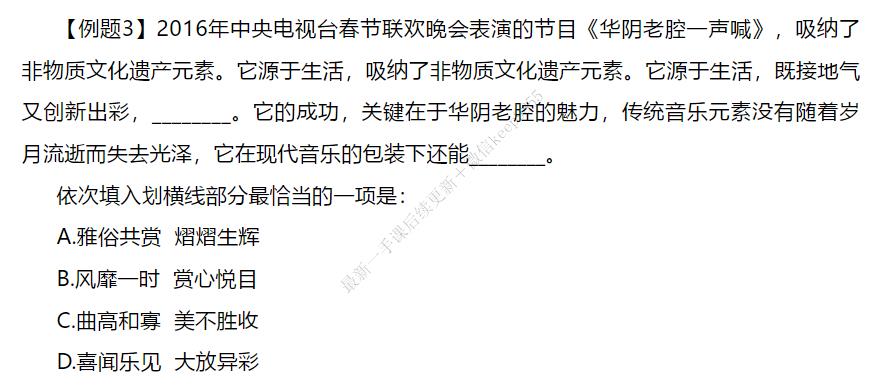 【例题3】2016年中央电视台春节联欢晚会表演的节目《华阴老腔一声喊》，吸纳了
非物质文化遗产元素。它源于生活，吸纳了非物质文化遗产元素。它源于生活，既接地气
又创新出彩，________。它的成功，关键在于华阴老腔的魅力，传统音乐元素没有随着岁
月流逝而失去光泽，它在现代音乐的包装下还能________。
依次填入划横线部分最恰当的一项是：
A.雅俗共赏 熠熠生辉
B.风靡一时 赏心悦目
C.曲高和寡 美不胜收
D.喜闻乐见 大放异彩
最新一手课后续更新＋微信